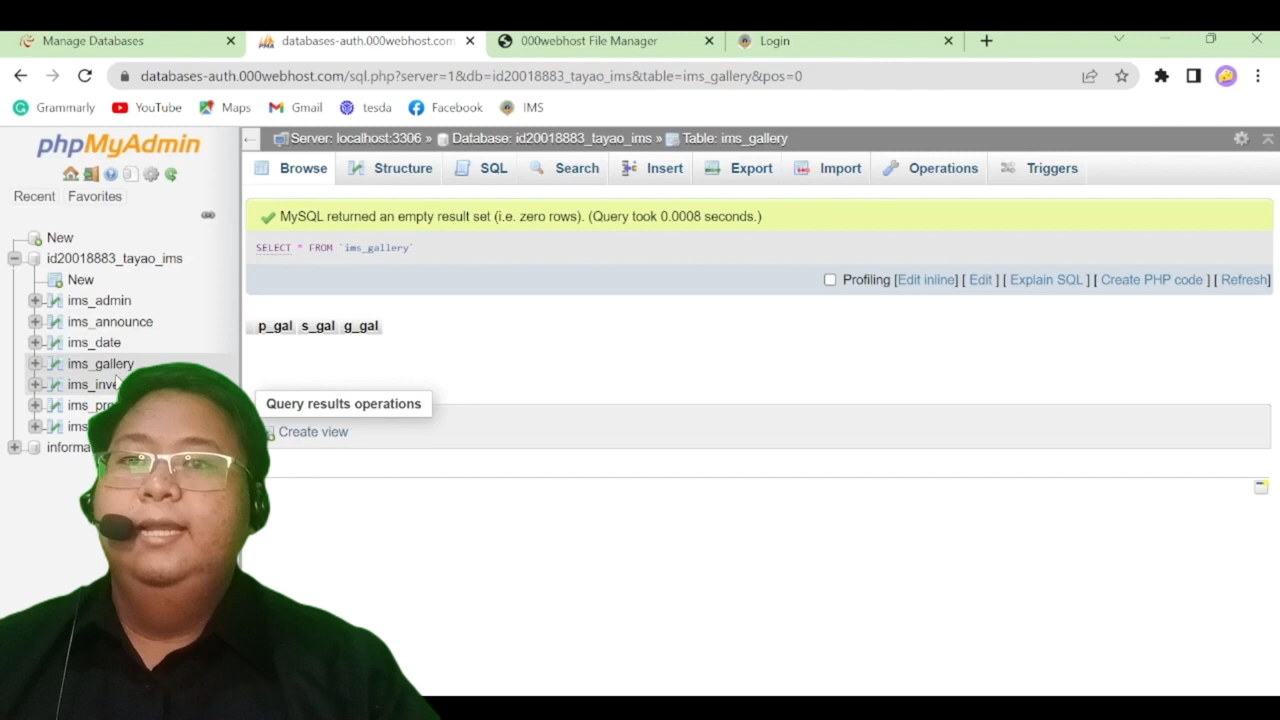 Manage Databases
databases-auth.000webhost.com
000webhost File Manager
Login
databases-auth.000webhost.com/sql.php?server=1&db=id20018883_tayao_ims&table=ims_gallery&pos=0
Grammarly YouTube Maps Gmail tesda Facebook IMS
phpMyAdmin
Server: localhost:3306 » Database: id20018883_tayao_ims » Table: ims_gallery
Browse Structure SQL Search Insert Export Import Operations Triggers
Recent Favorites
MySQL returned an empty result set (i.e. zero rows). (Query took 0.0008 seconds.)
SELECT * FROM `ims_gallery`
Profiling [Edit inline] [ Edit ] [ Explain SQL ] [ Create PHP code ] [ Refresh]
New
id20018883_tayao_ims
New
ims_admin
ims_announce
ims_date
ims_gallery
ims_inve
ims_pr
ims
informa
p_gal s_gal g_gal
Query results operations
Create view